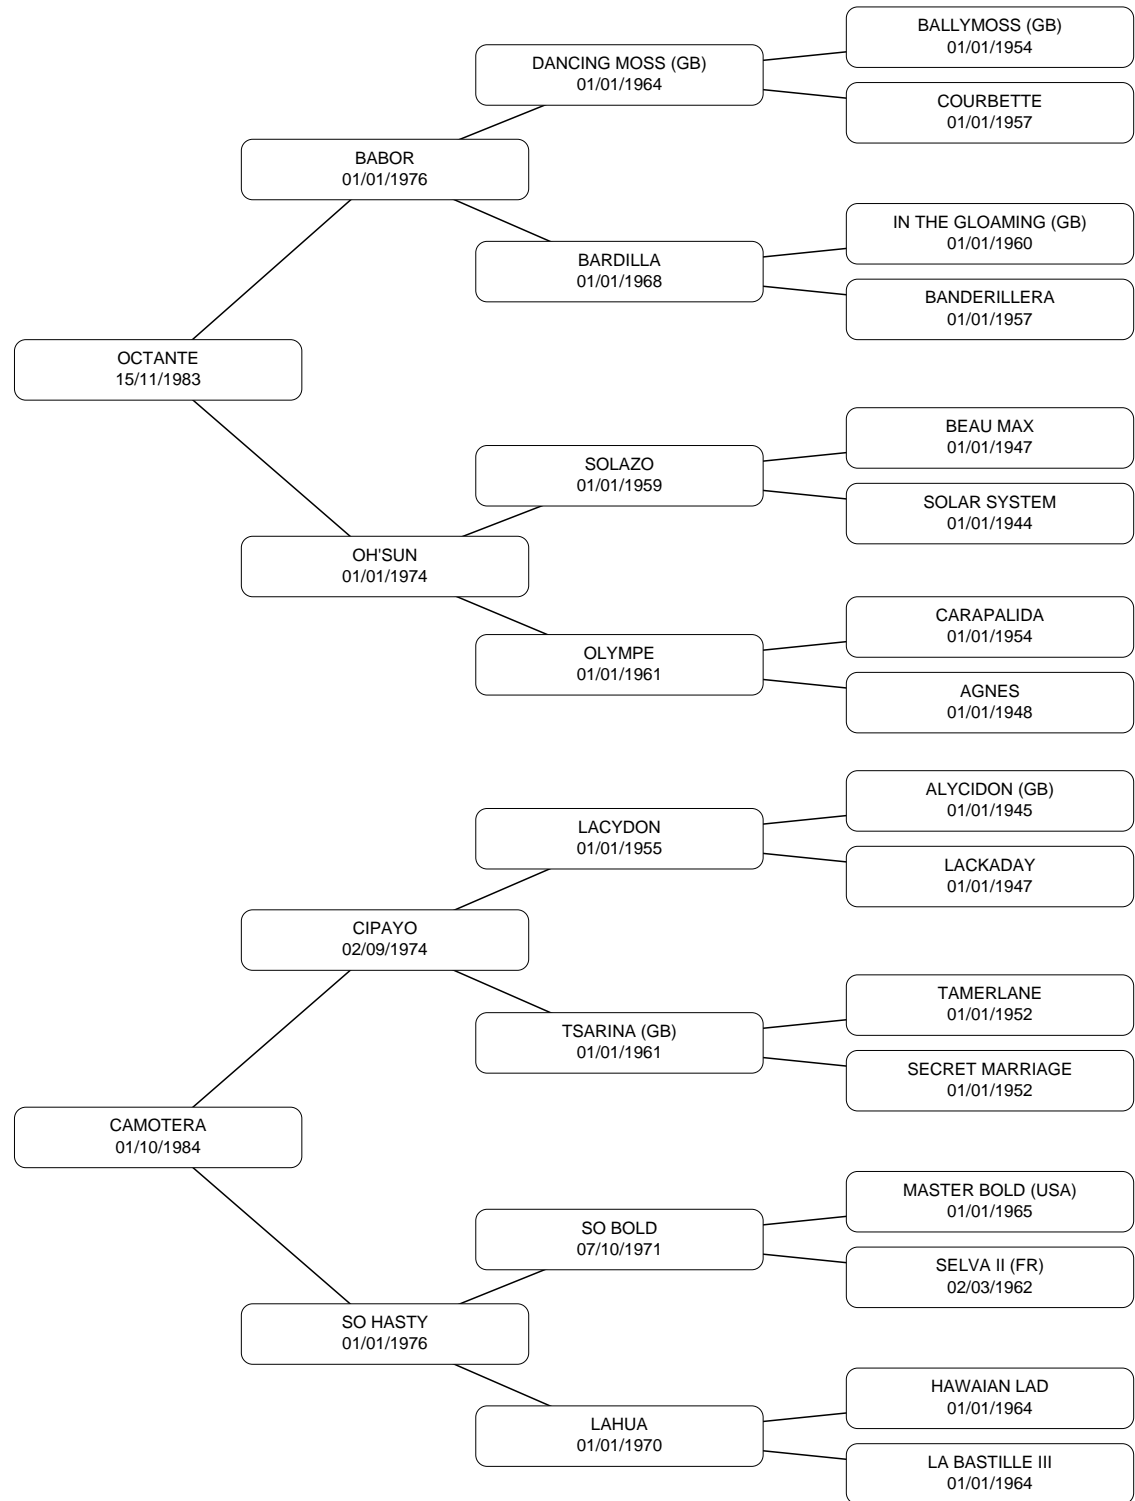 BALLYMOSS (GB)
01/01/1954
DANCING MOSS (GB)
01/01/1964
COURBETTE
01/01/1957
BABOR
01/01/1976
IN THE GLOAMING (GB)
01/01/1960
BARDILLA
01/01/1968
BANDERILLERA
01/01/1957
OCTANTE
15/11/1983
BEAU MAX
01/01/1947
SOLAZO
01/01/1959
SOLAR SYSTEM
01/01/1944
OH'SUN
01/01/1974
CARAPALIDA
01/01/1954
OLYMPE
01/01/1961
AGNES
01/01/1948
ALYCIDON (GB)
01/01/1945
LACYDON
01/01/1955
LACKADAY
01/01/1947
CIPAYO
02/09/1974
TAMERLANE
01/01/1952
TSARINA (GB)
01/01/1961
SECRET MARRIAGE
01/01/1952
CAMOTERA
01/10/1984
MASTER BOLD (USA)
01/01/1965
SO BOLD
07/10/1971
SELVA II (FR)
02/03/1962
SO HASTY
01/01/1976
HAWAIAN LAD
01/01/1964
LAHUA
01/01/1970
LA BASTILLE III
01/01/1964